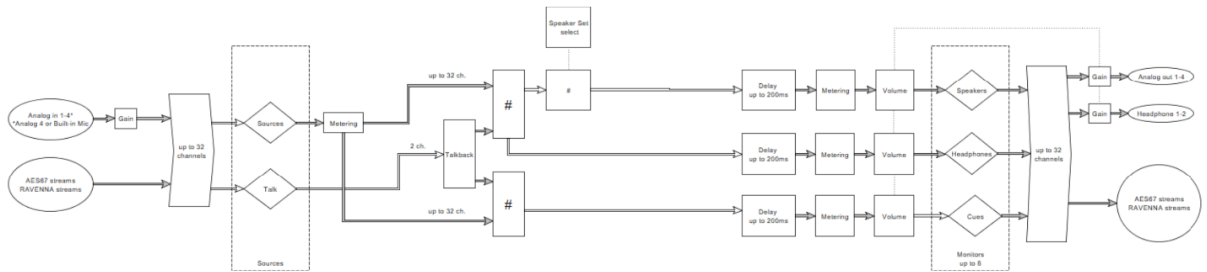 Speaker Set
select
up to 32 ch.
#
#
Analog in 1-4*
*Analog 4 or Built-in Mic
Gain
up to 32
channels
Sources
Metering
2 ch.
Talkback
AES67 streams
RAVENNA streams
Talk
up to 32 ch.
#
Sources
Delay
up to 200ms
Metering
Volume
Speakers
Delay
up to 200ms
Metering
Volume
Headphones
Delay
up to 200ms
Metering
Volume
Cues
Monitors
up to 8
up to 32
channels
Gain
Analog out 1-4
Gain
Headphone 1-2
AES67 streams
RAVENNA streams